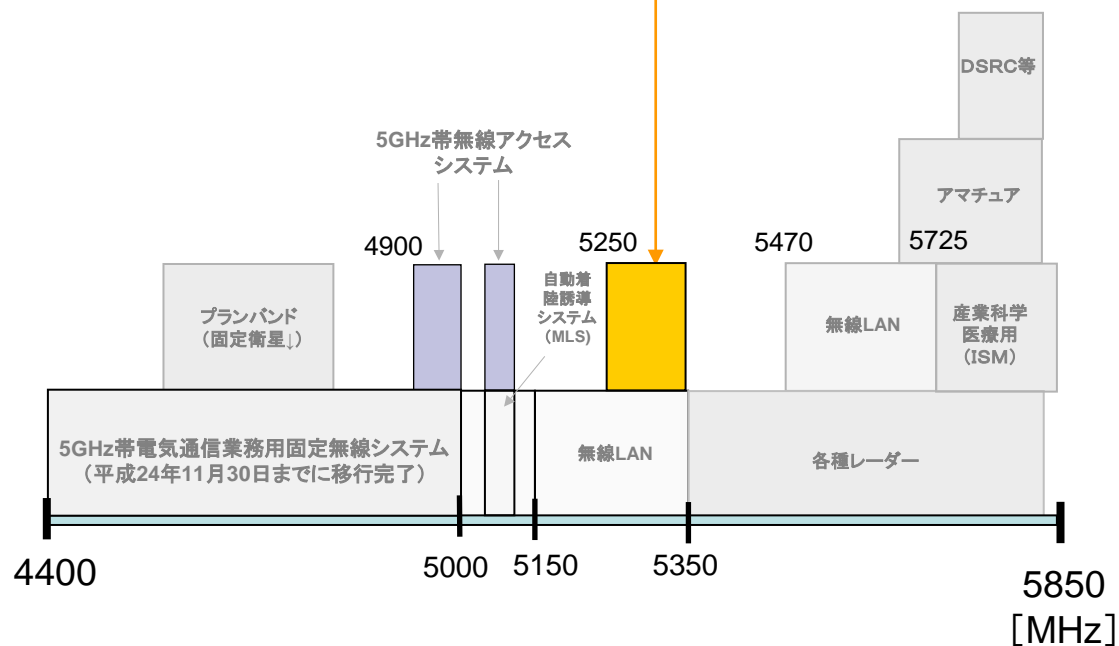 DSRC等
5GHz帯無線アクセス
システム
アマチュア
4900
5250
5470
5725
自動着
陸誘導
システム
(MLS)
プランバンド
（固定衛星↓）
無線LAN
産業科学
医療用
（ISM）
5GHz帯電気通信業務用固定無線システム
（平成24年11月30日までに移行完了）
無線LAN
各種レーダー
4400
5000
5150
5350
5850
［MHz］